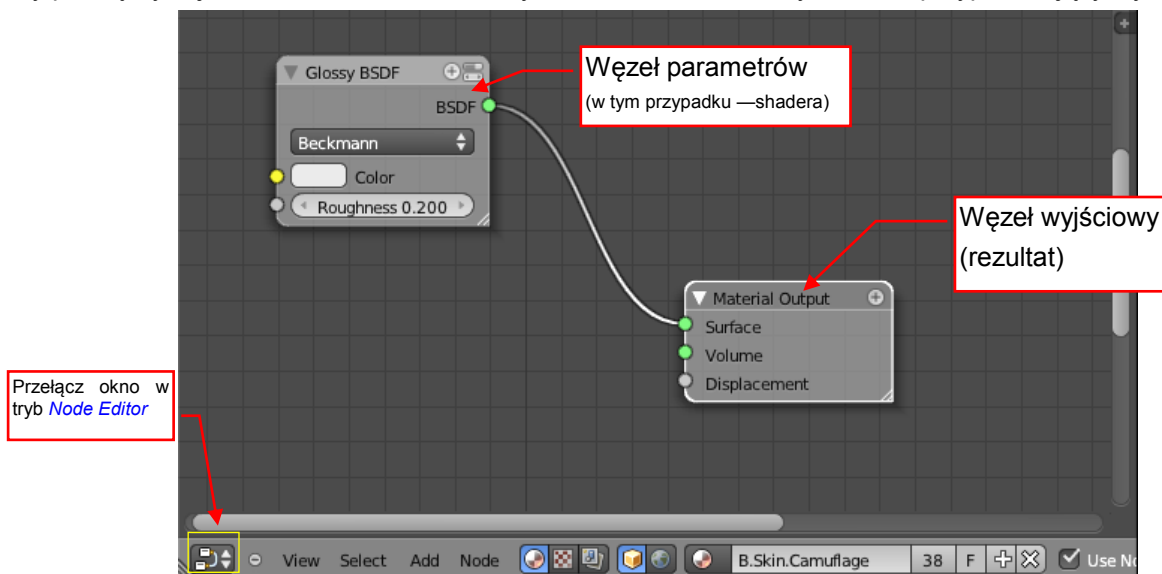 Glossy BSDF
BSDF
Beckmann
Color
Roughness 0.200
Węzeł parametrów
(w tym przypadku —shadera)
Węzeł wyjściowy
(rezultat)
Material Output
Surface
Volume
Displacement
Przełącz okno w
tryb Node Editor
View Select Add Node B.Skin.Camuflage 38 F Use